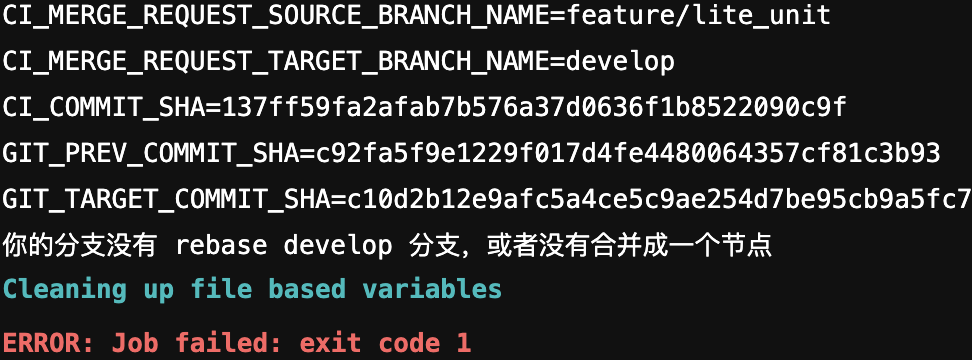 CI_MERGE_REQUEST_SOURCE_BRANCH_NAME=feature/lite_unit
CI_MERGE_REQUEST_TARGET_BRANCH_NAME=develop
CI_COMMIT_SHA=137ff59fa2afab7b576a37d0636f1b8522090c9f
GIT_PREV_COMMIT_SHA=c92fa5f9e1229f017d4fe4480064357cf81c3b93
GIT_TARGET_COMMIT_SHA=c10d2b12e9afc5a4ce5c9ae254d7be95cb9a5fc7
你的分支没有 rebase develop 分支，或者没有合并成一个节点
Cleaning up file based variables
ERROR: Job failed: exit code 1